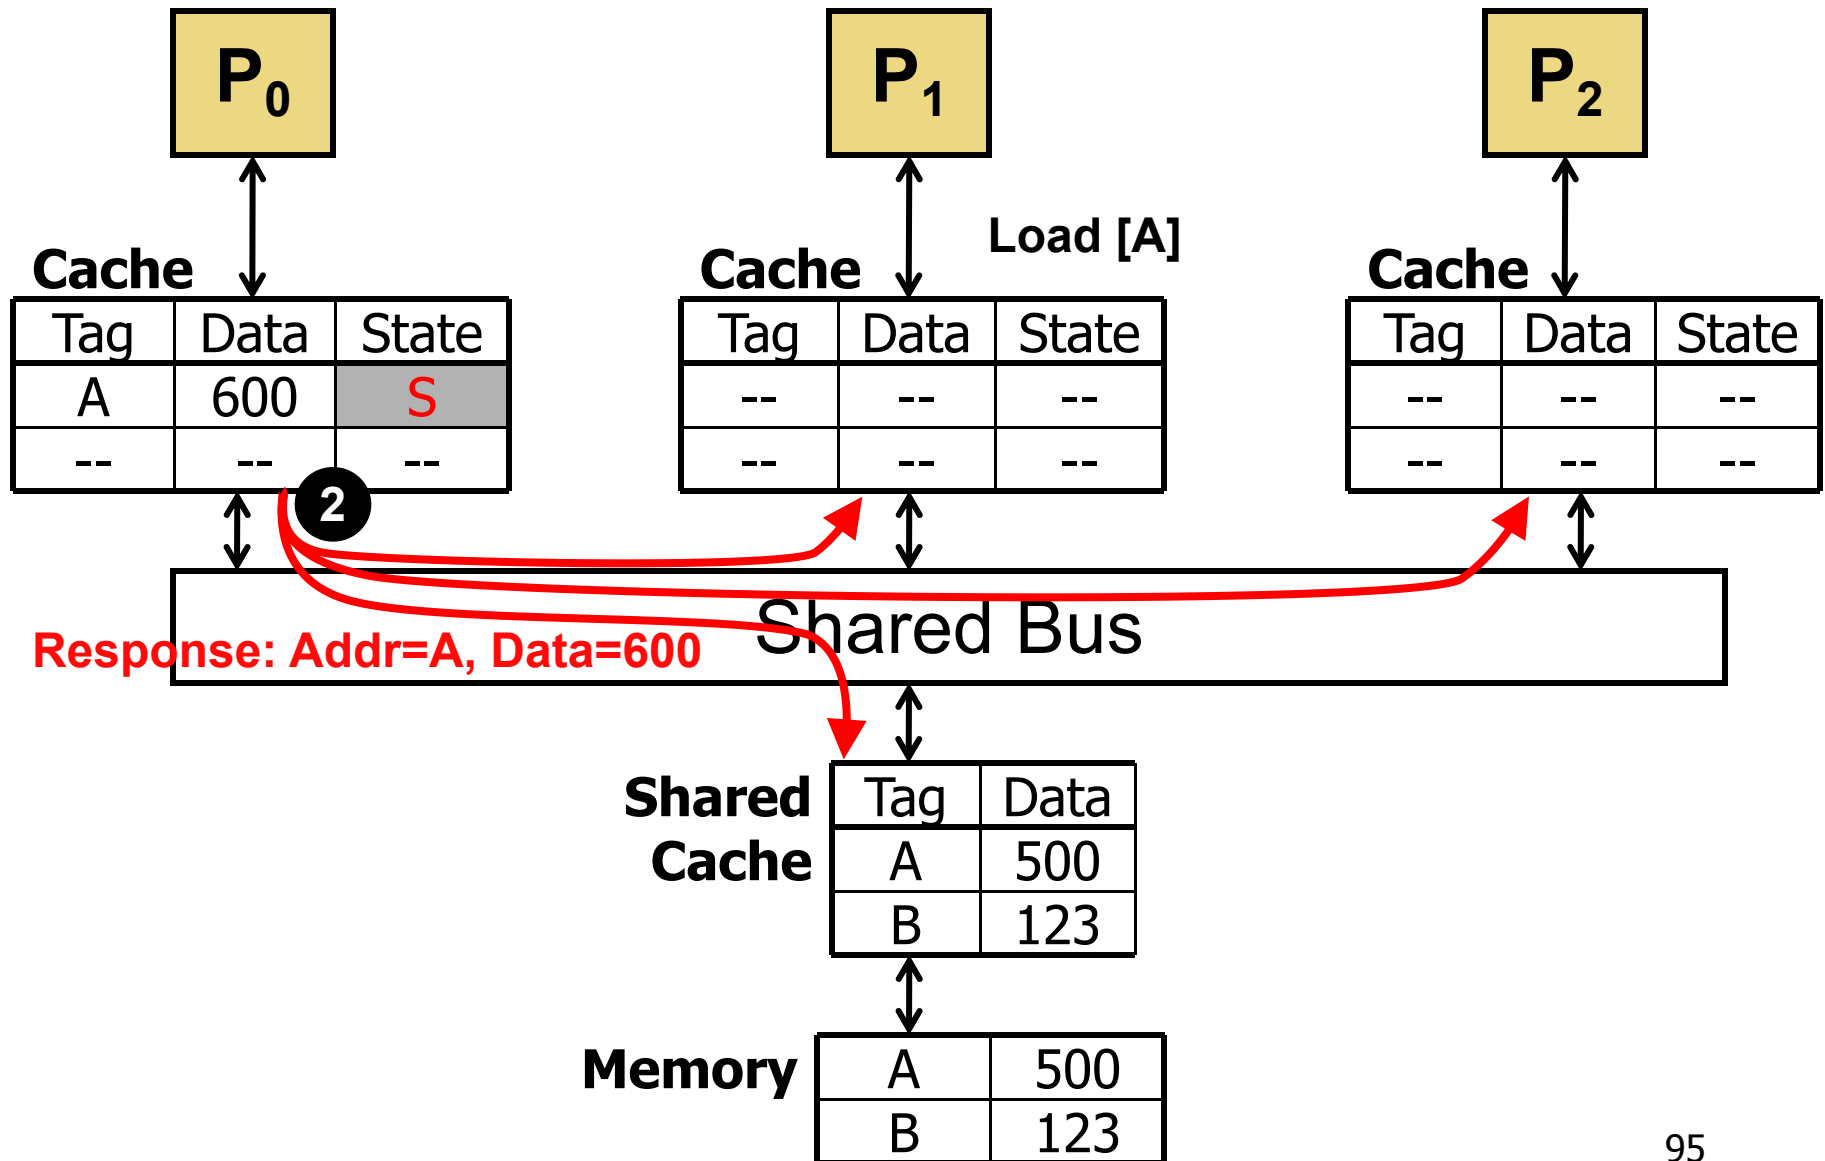 P0 P1 P2
Load [A]
Cache Cache Cache
Tag Data State Tag Data State Tag Data State
A 600 S -- -- -- -- -- --
-- -- -- -- -- -- -- -- --
2
Shared Bus
Response: Addr=A, Data=600
Shared Tag Data
Cache A 500
B 123
Memory A 500
B 123
95